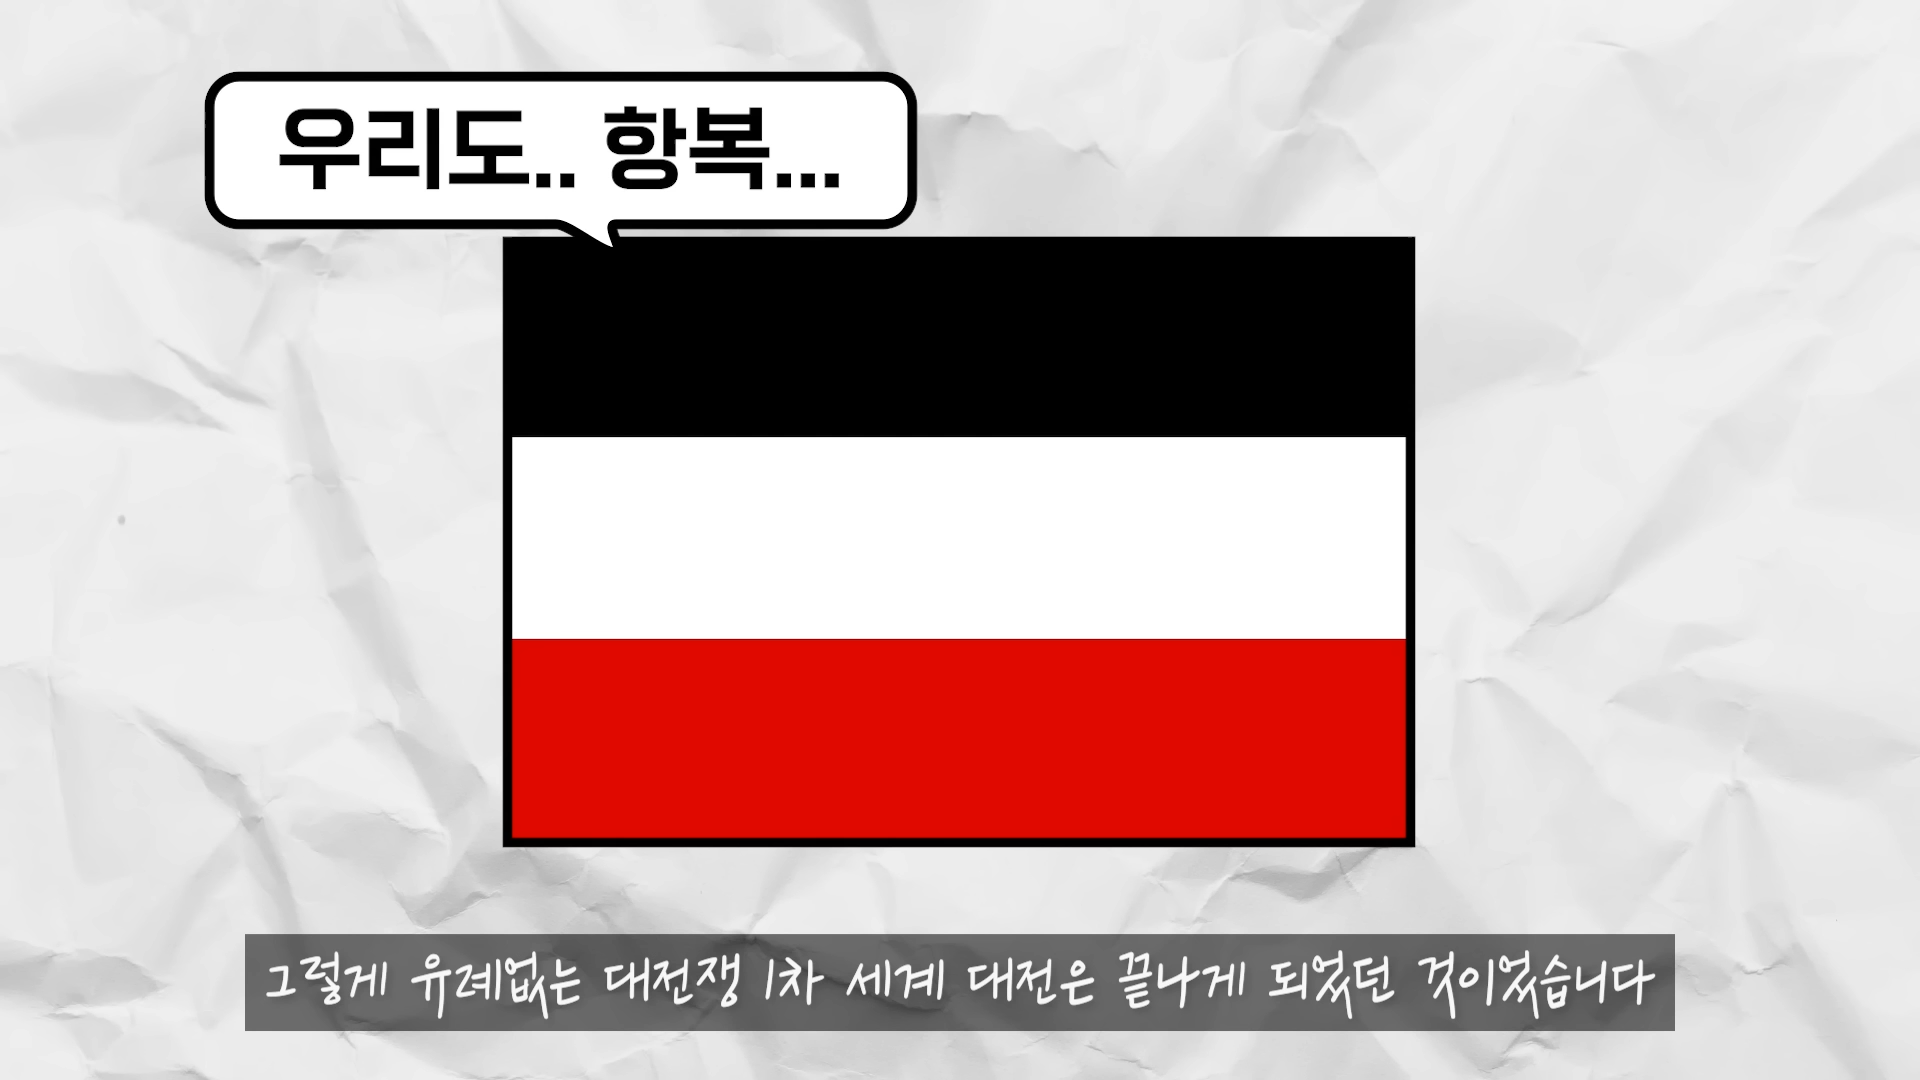 우리도.. 항복...
그렇게 유례없는 대전쟁 1차 세계 대전은 끝나게 되었던 것이었습니다